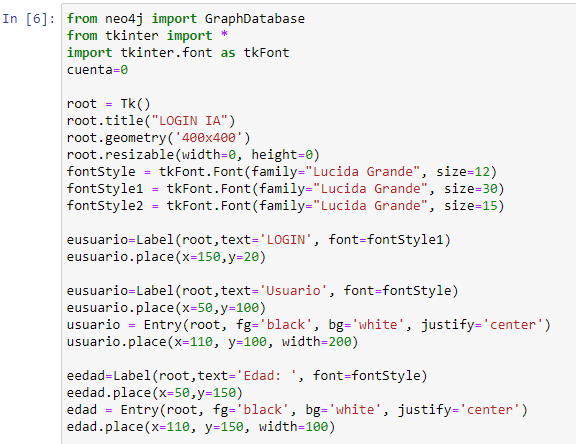 In [6]: from neo4j import GraphDatabase
from tkinter import *
import tkinter.font as tkFont
cuenta=0
root = Tk()
root.title("LOGIN IA")
root.geometry('400x400')
root.resizable(width=0, height=0)
fontStyle = tkFont.Font(family="Lucida Grande", size=12)
fontStyle1 = tkFont.Font(family="Lucida Grande", size=30)
fontStyle2 = tkFont.Font(family="Lucida Grande", size=15)
eusuario=Label(root,text='LOGIN', font=fontStyle1)
eusuario.place(x=150,y=20)
eusuario=Label(root,text='Usuario', font=fontStyle)
eusuario.place(x=50,y=100)
usuario = Entry(root, fg='black', bg='white', justify='center')
usuario.place(x=110, y=100, width=200)
eedad=Label(root,text='Edad: ', font=fontStyle)
eedad.place(x=50,y=150)
edad = Entry(root, fg='black', bg='white', justify='center')
edad.place(x=110, y=150, width=100)